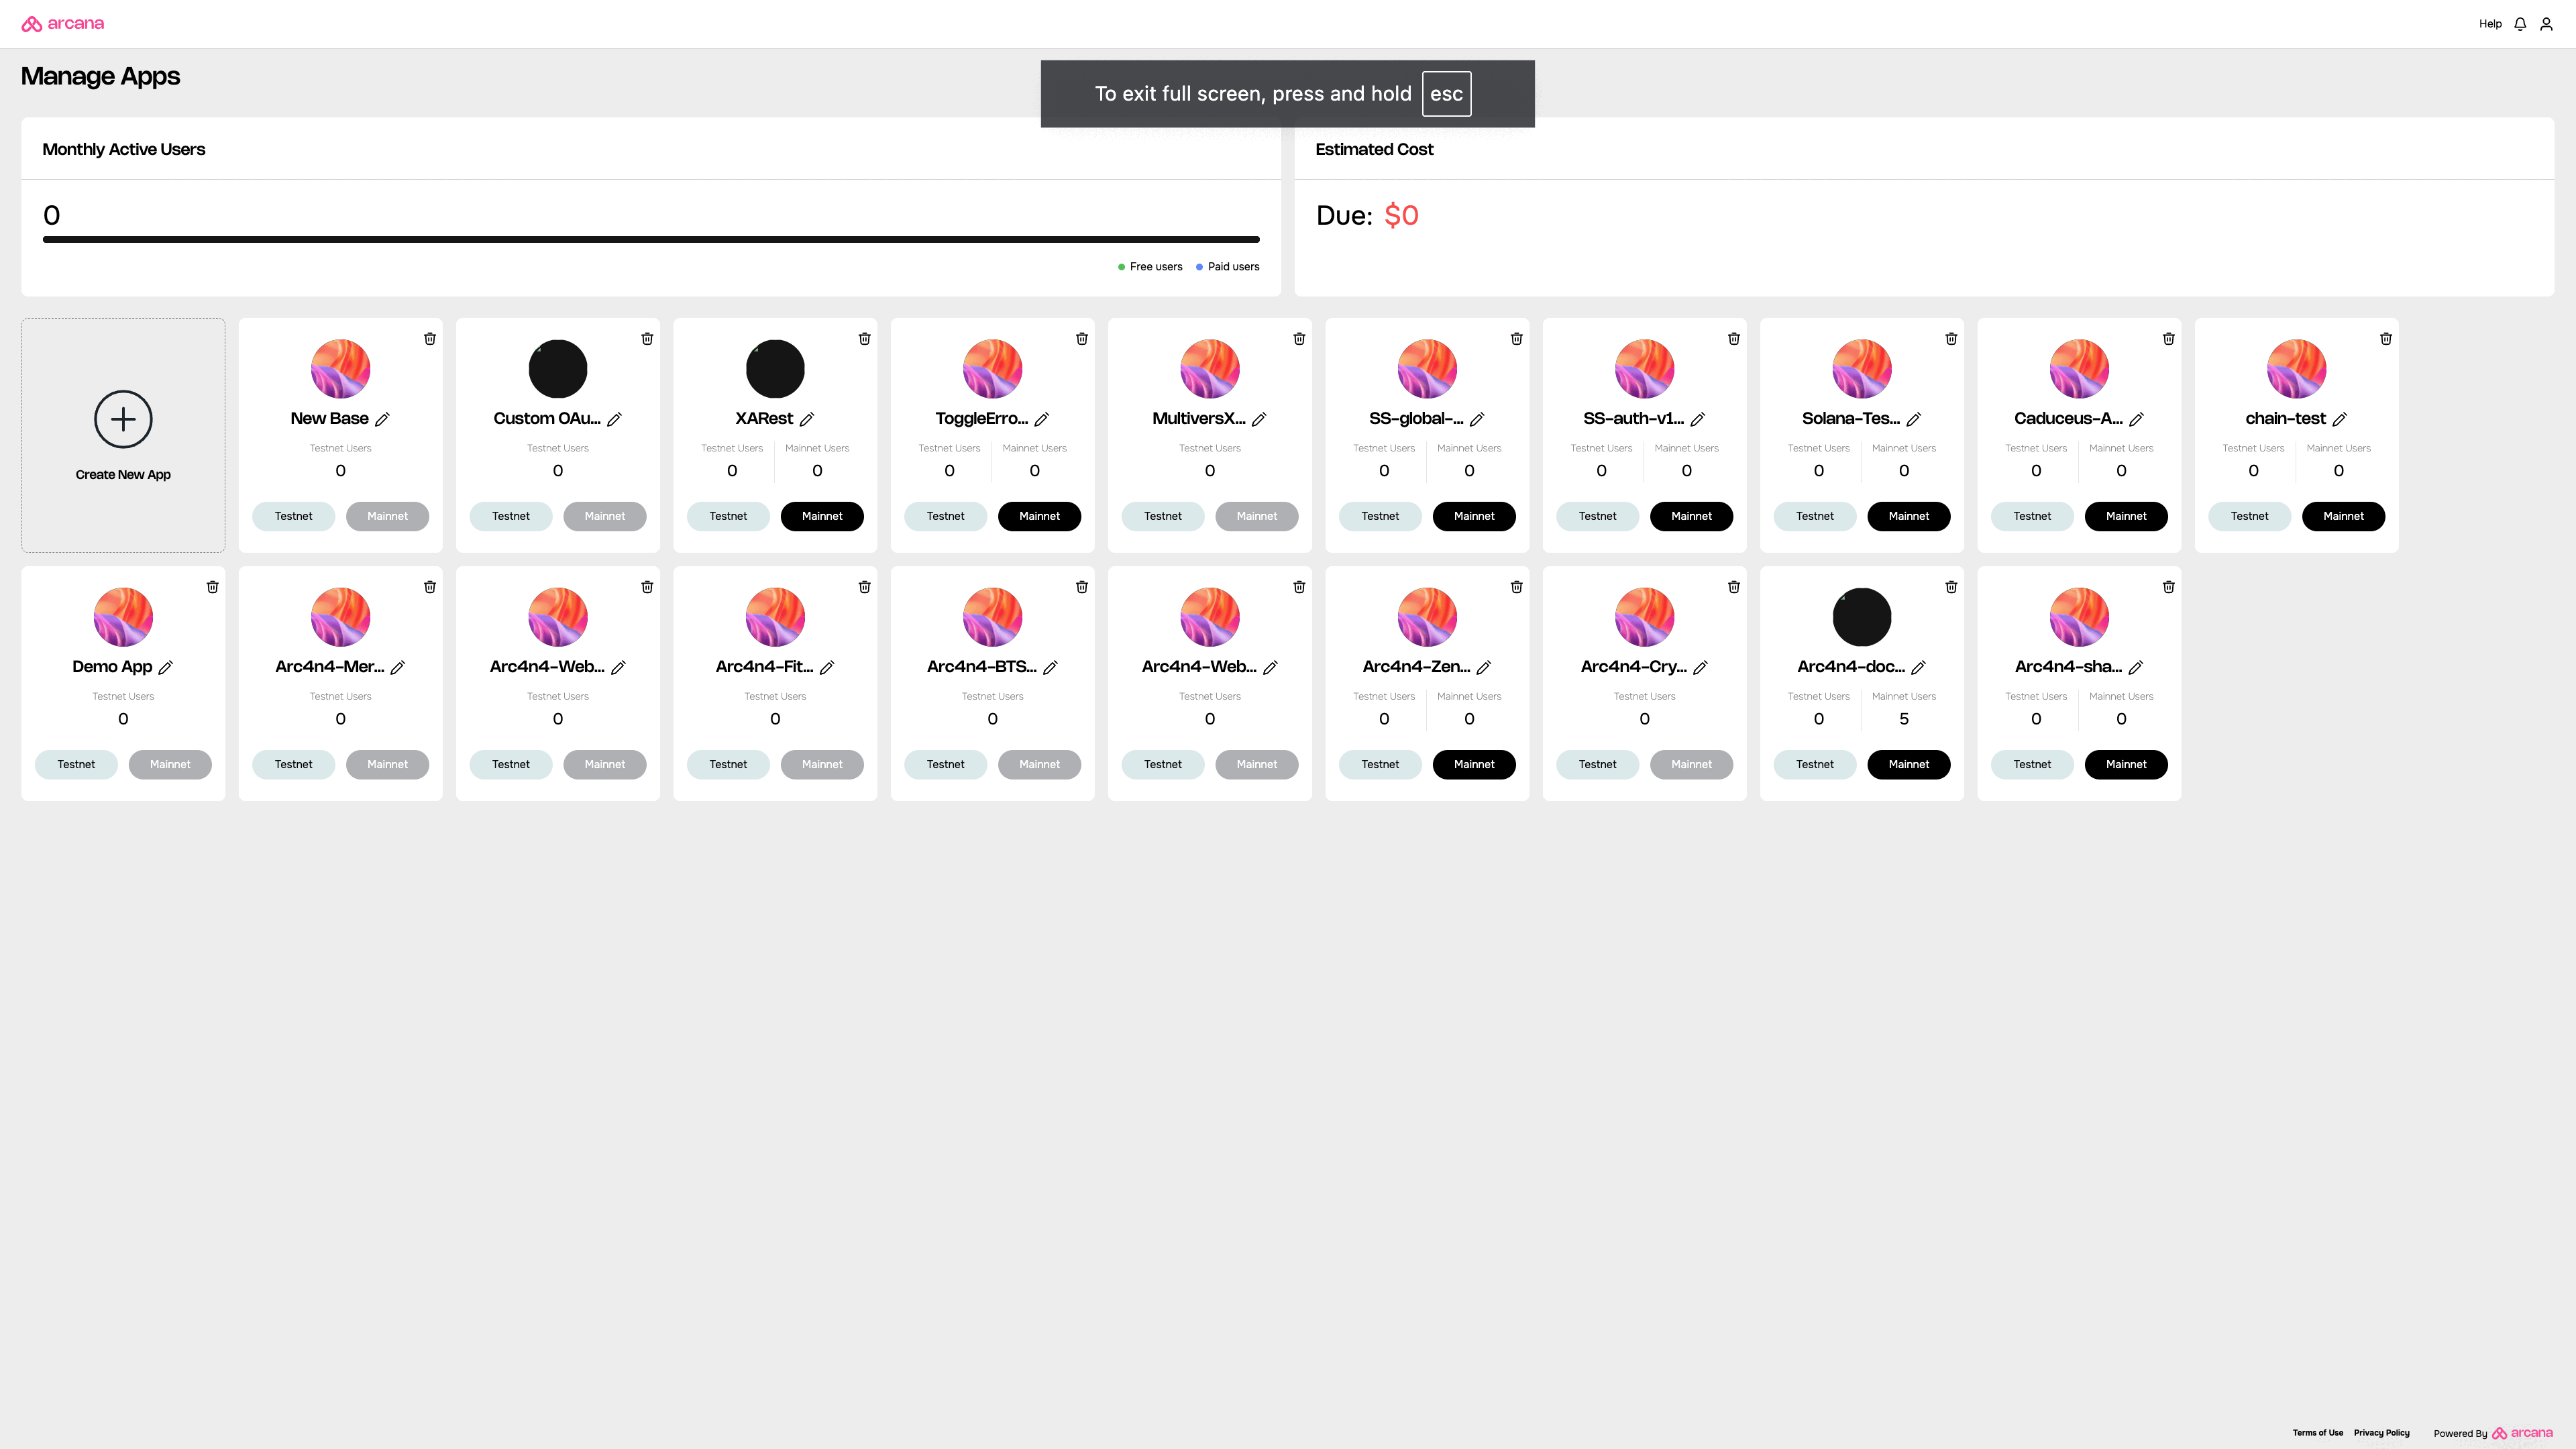 arcana
Help
Manage Apps
To exit full screen, press and hold esc
Monthly Active Users
Estimated Cost
0
Due: $0
Free users Paid users
Create New App
New Base
Testnet Users
0
Testnet Mainnet
Custom OAu...
Testnet Users
0
Testnet Mainnet
XARest
Testnet Users Mainnet Users
0 0
Testnet Mainnet
ToggleErro...
Testnet Users Mainnet Users
0 0
Testnet Mainnet
MultiversX...
Testnet Users
0
Testnet Mainnet
SS-global-...
Testnet Users Mainnet Users
0 0
Testnet Mainnet
SS-auth-v1...
Testnet Users Mainnet Users
0 0
Testnet Mainnet
Solana-Tes...
Testnet Users Mainnet Users
0 0
Testnet Mainnet
Caduceus-A...
Testnet Users Mainnet Users
0 0
Testnet Mainnet
chain-test
Testnet Users Mainnet Users
0 0
Testnet Mainnet
Demo App
Testnet Users
0
Testnet Mainnet
Arc4n4-Mer...
Testnet Users
0
Testnet Mainnet
Arc4n4-Web...
Testnet Users
0
Testnet Mainnet
Arc4n4-Fit...
Testnet Users
0
Testnet Mainnet
Arc4n4-BTS...
Testnet Users
0
Testnet Mainnet
Arc4n4-Web...
Testnet Users
0
Testnet Mainnet
Arc4n4-Zen...
Testnet Users Mainnet Users
0 0
Testnet Mainnet
Arc4n4-Cry...
Testnet Users
0
Testnet Mainnet
Arc4n4-doc...
Testnet Users Mainnet Users
0 5
Testnet Mainnet
Arc4n4-sha...
Testnet Users Mainnet Users
0 0
Testnet Mainnet
Terms of Use Privacy Policy Powered By arcana